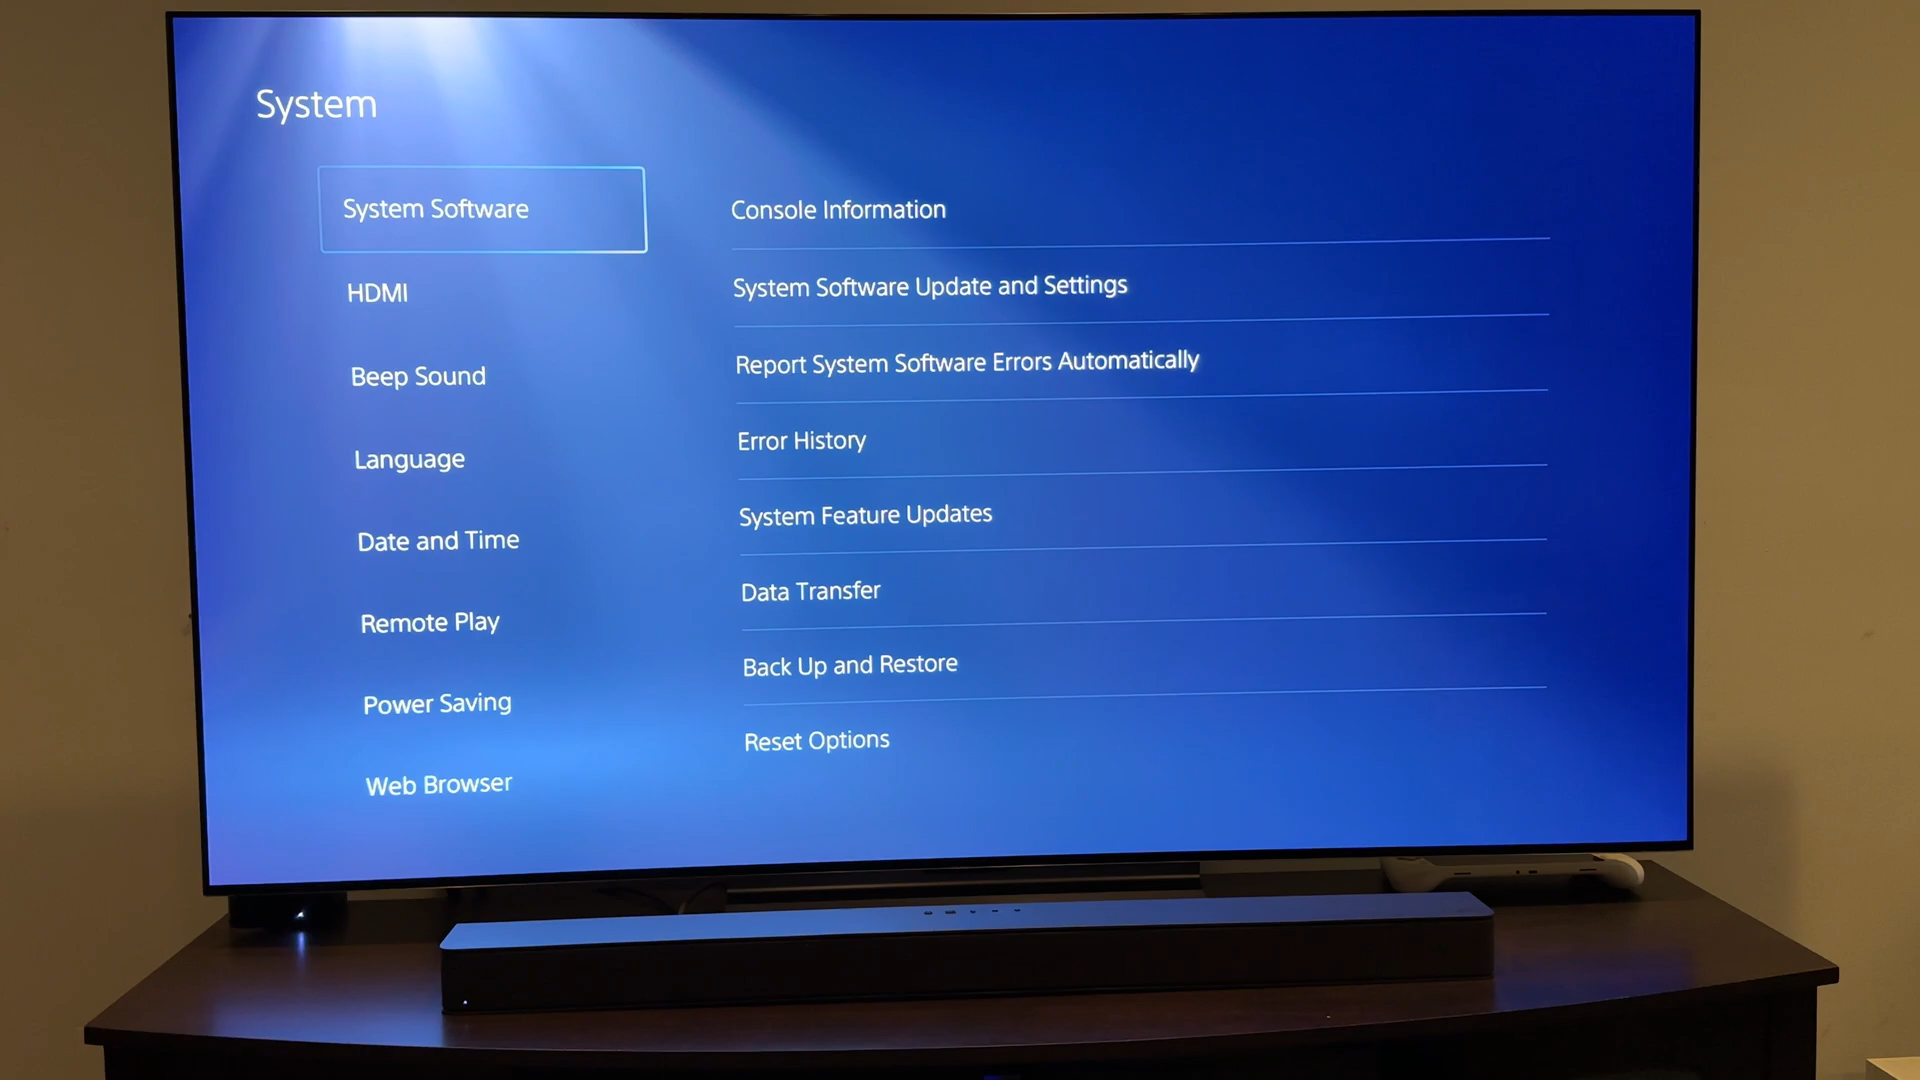 System
System Software
HDMI
Beep Sound
Language
Date and Time
Remote Play
Power Saving
Web Browser
Console Information
System Software Update and Settings
Report System Software Errors Automatically
Error History
System Feature Updates
Data Transfer
Back Up and Restore
Reset Options